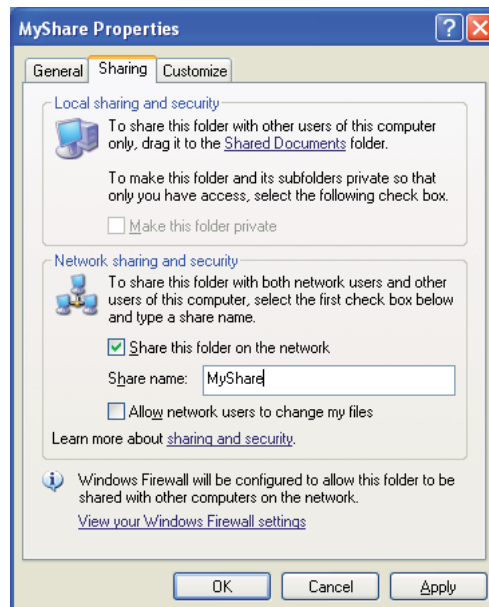 MyShare Properties
General Sharing Customize
Local sharing and security
To share this folder with other users of this computer
only, drag it to the Shared Documents folder.
To make this folder and its subfolders private so that
only you have access, select the following check box.
Make this folder private
Network sharing and security
To share this folder with both network users and other
users of this computer, select the first check box below
and type a share name.
Share this folder on the network
Share name: MyShare
Allow network users to change my files
Learn more about sharing and security.
Windows Firewall will be configured to allow this folder to be
shared with other computers on the network.
View your Windows Firewall settings
OK Cancel Apply